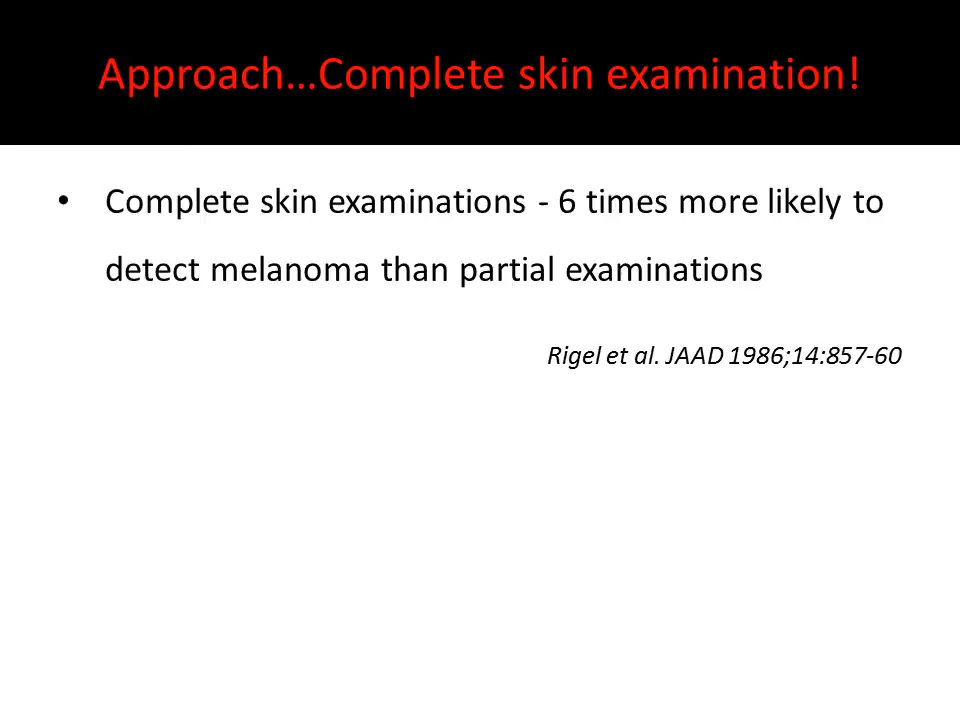 Approach…Complete skin examination!
• Complete skin examinations - 6 times more likely to
detect melanoma than partial examinations
Rigel et al. JAAD 1986;14:857-60